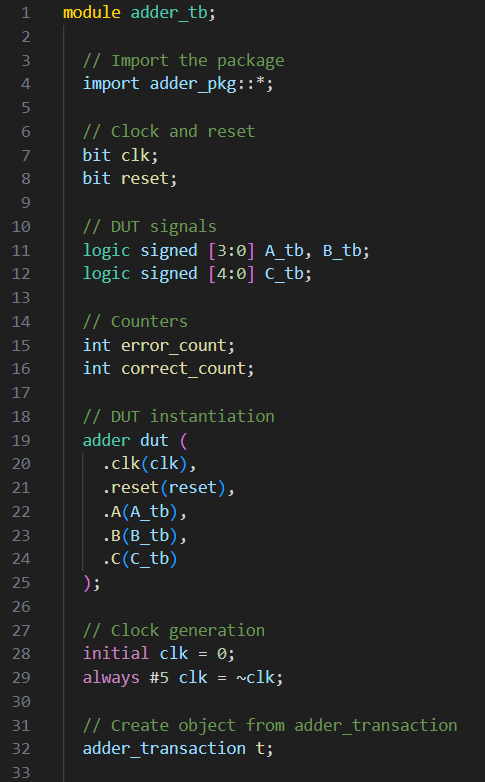 1 module adder_tb;
2
3 // Import the package
4 import adder_pkg::*;
5
6 // Clock and reset
7 bit clk;
8 bit reset;
9
10 // DUT signals
11 logic signed [3:0] A_tb, B_tb;
12 logic signed [4:0] C_tb;
13
14 // Counters
15 int error_count;
16 int correct_count;
17
18 // DUT instantiation
19 adder dut (
20 .clk(clk),
21 .reset(reset),
22 .A(A_tb),
23 .B(B_tb),
24 .C(C_tb)
25 );
26
27 // Clock generation
28 initial clk = 0;
29 always #5 clk = ~clk;
30
31 // Create object from adder_transaction
32 adder_transaction t;
33